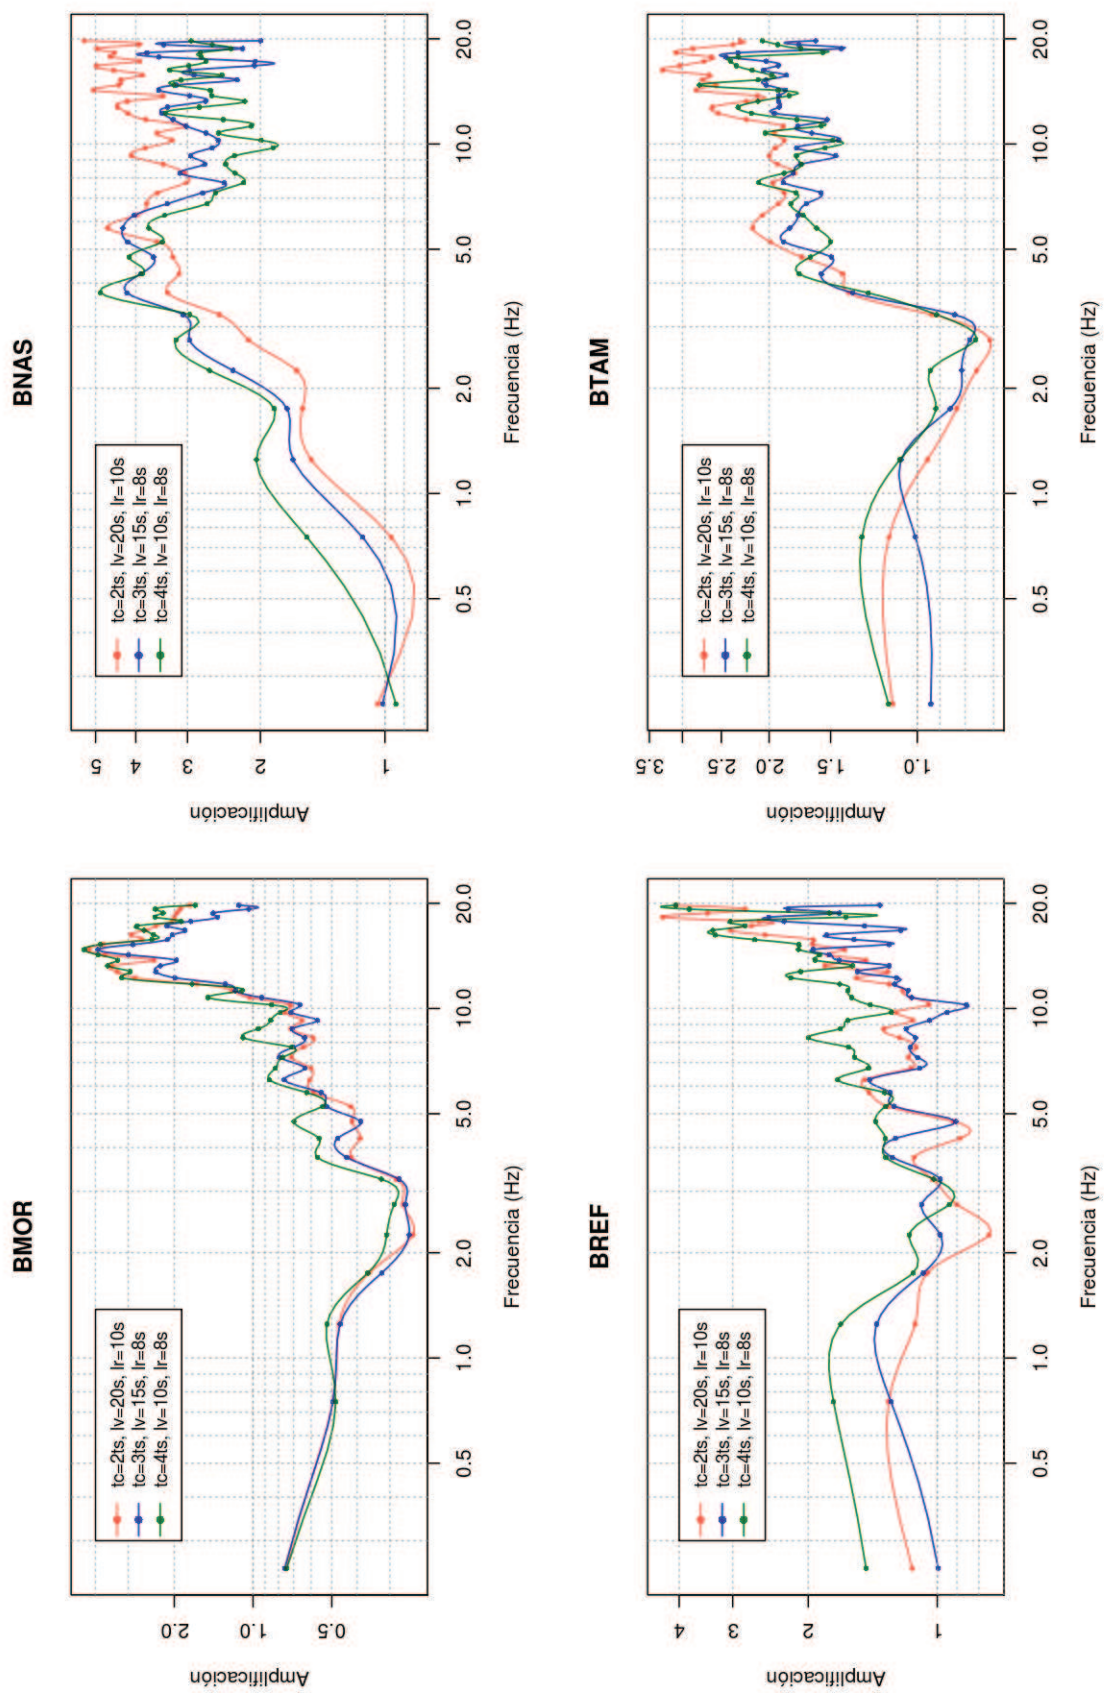 BMOR
Amplificación
2.0
1.0
0.5
tc=2ts, lv=20s, lr=10s
tc=3ts, lv=15s, lr=8s
tc=4ts, lv=10s, lr=8s
0.5 1.0 2.0 5.0 10.0 20.0
Frecuencia (Hz)
BNAS
Amplificación
5
4
3
2
1
tc=2ts, lv=20s, lr=10s
tc=3ts, lv=15s, lr=8s
tc=4ts, lv=10s, lr=8s
0.5 1.0 2.0 5.0 10.0 20.0
Frecuencia (Hz)
BREF
Amplificación
4
3
2
1
tc=2ts, lv=20s, lr=10s
tc=3ts, lv=15s, lr=8s
tc=4ts, lv=10s, lr=8s
0.5 1.0 2.0 5.0 10.0 20.0
Frecuencia (Hz)
BTAM
Amplificación
3.5
2.5
2.0
1.5
1.0
tc=2ts, lv=20s, lr=10s
tc=3ts, lv=15s, lr=8s
tc=4ts, lv=10s, lr=8s
0.5 1.0 2.0 5.0 10.0 20.0
Frecuencia (Hz)